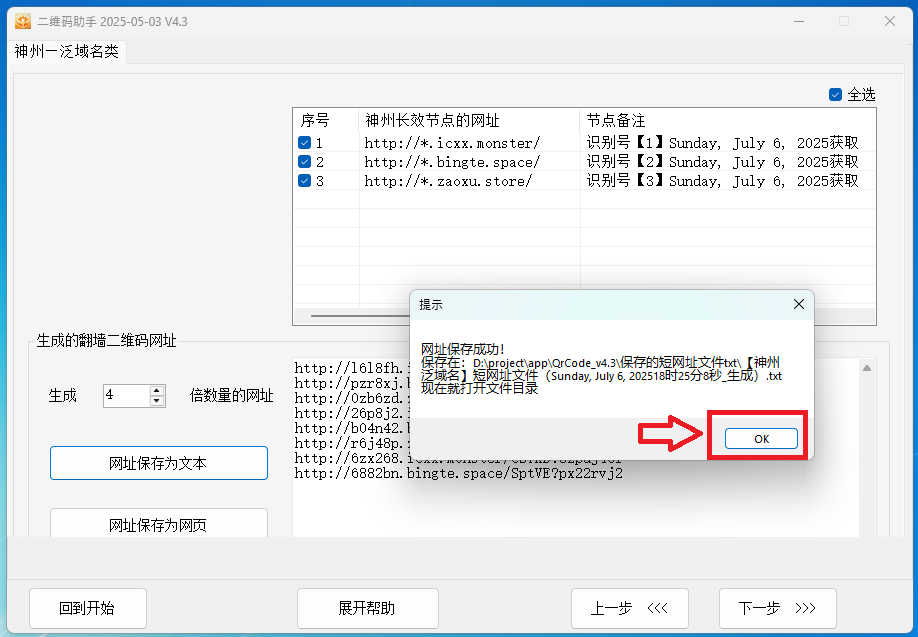 二维码助手 2025-05-03 V4.3
神州—泛域名类
全选
序号 神州长效节点的网址 节点备注
1 http://*.icxx.monster/ 识别号【1】Sunday, July 6, 2025获取
2 http://*.bingte.space/ 识别号【2】Sunday, July 6, 2025获取
3 http://*.zaoxu.store/ 识别号【3】Sunday, July 6, 2025获取
提示
网址保存成功!
保存在：D:\project\app\QrCode_v4.3\保存的短网址文件txt\【神州
泛域名】短网址文件（Sunday, July 6, 202518时25分8秒_生成）.txt
现在就打开文件目录
OK
生成的翻墙二维码网址
生成 4 倍数量的网址
网址保存为文本
网址保存为网页
http://l6l8fh.
http://pzr8xj.
http://0zb6zd.
http://26p8j2.
http://b04n42.
http://r6j48p.
http://6zx268.
http://6882bn.bingte.space/SptVE?px22rvj2
回到开始
展开帮助
上一步 <<<
下一步 >>>